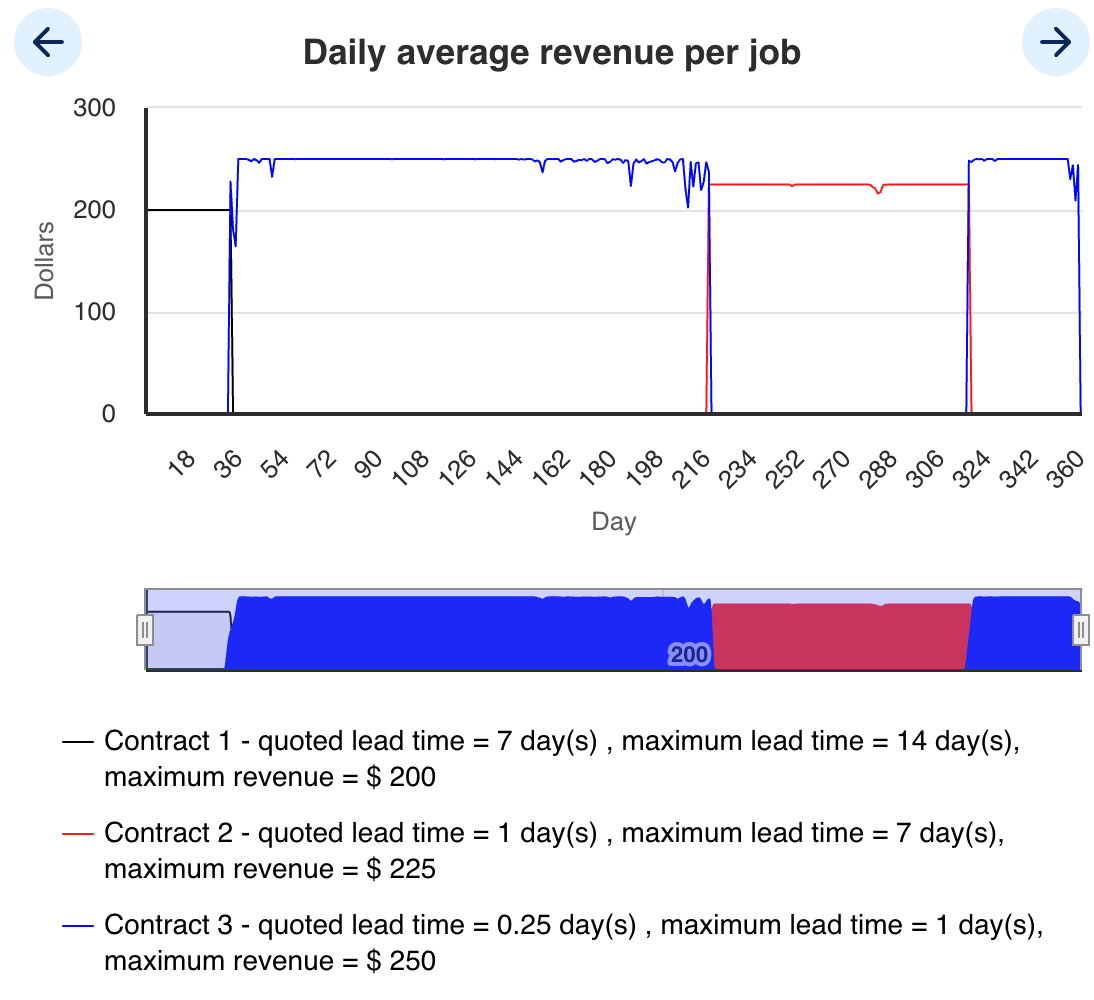 Daily average revenue per job
300
200
100
0
Dollars
18 36 54 72 90 108 126 144 162 180 198 216 234 252 270 288 306 324 342 360
Day
200
Contract 1 - quoted lead time = 7 day(s) , maximum lead time = 14 day(s),
maximum revenue = $ 200
Contract 2 - quoted lead time = 1 day(s) , maximum lead time = 7 day(s),
maximum revenue = $ 225
Contract 3 - quoted lead time = 0.25 day(s) , maximum lead time = 1 day(s),
maximum revenue = $ 250